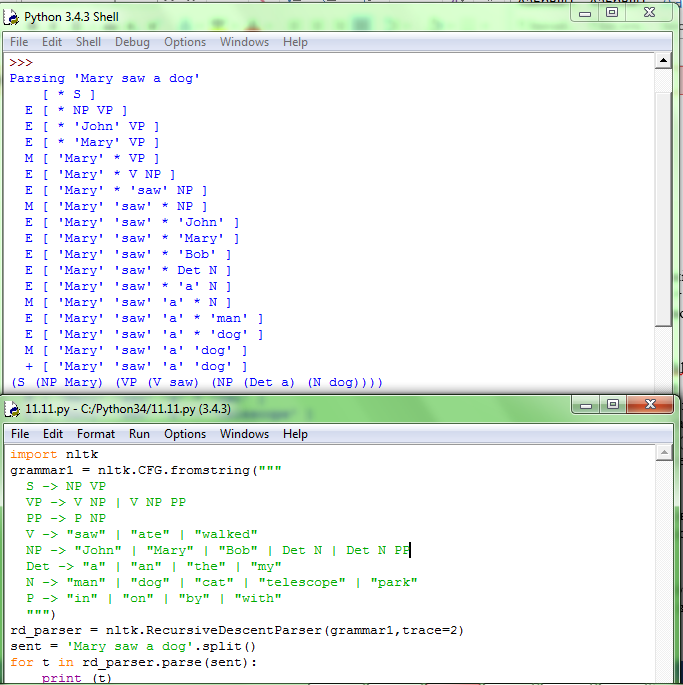 Python 3.4.3 Shell
File Edit Shell Debug Options Windows Help
>>>
Parsing 'Mary saw a dog'
    [ * S ]
  E [ * NP VP ]
  E [ * 'John' VP ]
  E [ * 'Mary' VP ]
  M [ 'Mary' * VP ]
  E [ 'Mary' * V NP ]
  E [ 'Mary' * 'saw' NP ]
  M [ 'Mary' 'saw' * NP ]
  E [ 'Mary' 'saw' * 'John' ]
  E [ 'Mary' 'saw' * 'Mary' ]
  E [ 'Mary' 'saw' * 'Bob' ]
  E [ 'Mary' 'saw' * Det N ]
  E [ 'Mary' 'saw' * 'a' N ]
  M [ 'Mary' 'saw' 'a' * N ]
  E [ 'Mary' 'saw' 'a' * 'man' ]
  E [ 'Mary' 'saw' 'a' * 'dog' ]
  M [ 'Mary' 'saw' 'a' 'dog' ]
  + [ 'Mary' 'saw' 'a' 'dog' ]
(S (NP Mary) (VP (V saw) (NP (Det a) (N dog))))
11.11.py - C:/Python34/11.11.py (3.4.3)
File Edit Format Run Options Windows Help
import nltk
grammar1 = nltk.CFG.fromstring("""
  S -> NP VP
  VP -> V NP | V NP PP
  PP -> P NP
  V -> "saw" | "ate" | "walked"
  NP -> "John" | "Mary" | "Bob" | Det N | Det N PP
  Det -> "a" | "an" | "the" | "my"
  N -> "man" | "dog" | "cat" | "telescope" | "park"
  P -> "in" | "on" | "by" | "with"
  """)
rd_parser = nltk.RecursiveDescentParser(grammar1,trace=2)
sent = 'Mary saw a dog'.split()
for t in rd_parser.parse(sent):
    print (t)